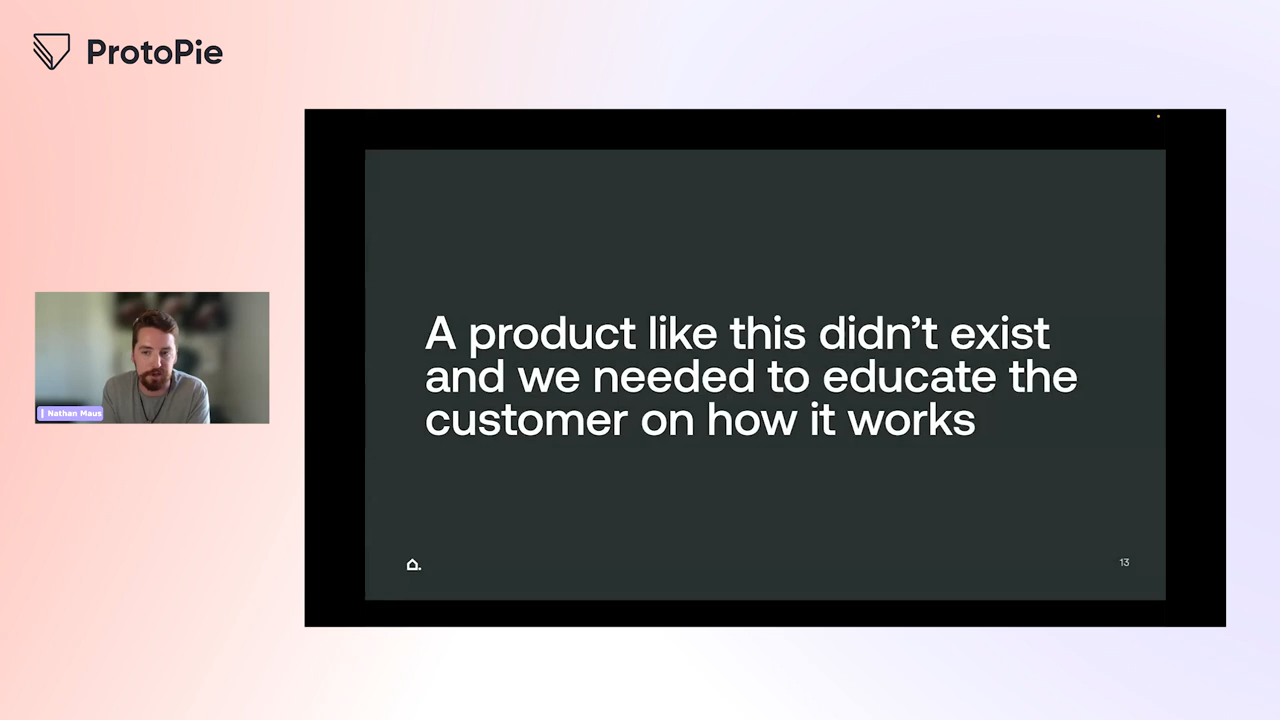 ProtoPie
A product like this didn’t exist
and we needed to educate the
customer on how it works
Nathan Maus
13